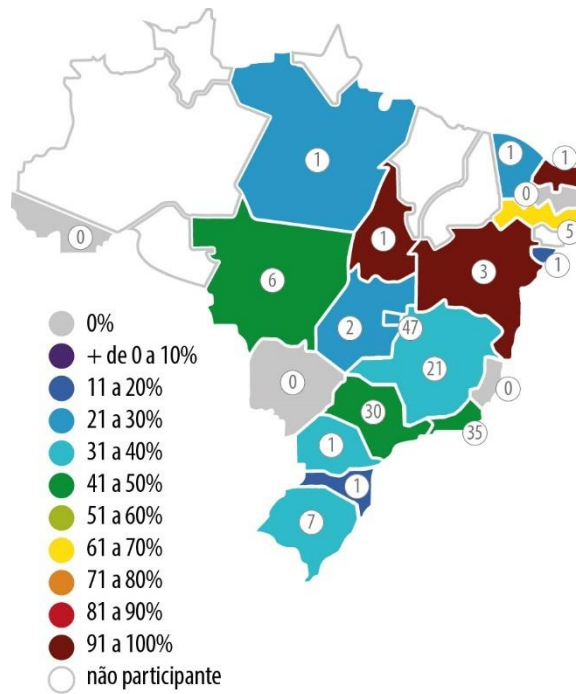 1
1
1
0
5
0
1
1
6
3
2
47
21
0
0
30
35
1
1
7
0%
+ de 0 a 10%
11 a 20%
21 a 30%
31 a 40%
41 a 50%
51 a 60%
61 a 70%
71 a 80%
81 a 90%
91 a 100%
não participante